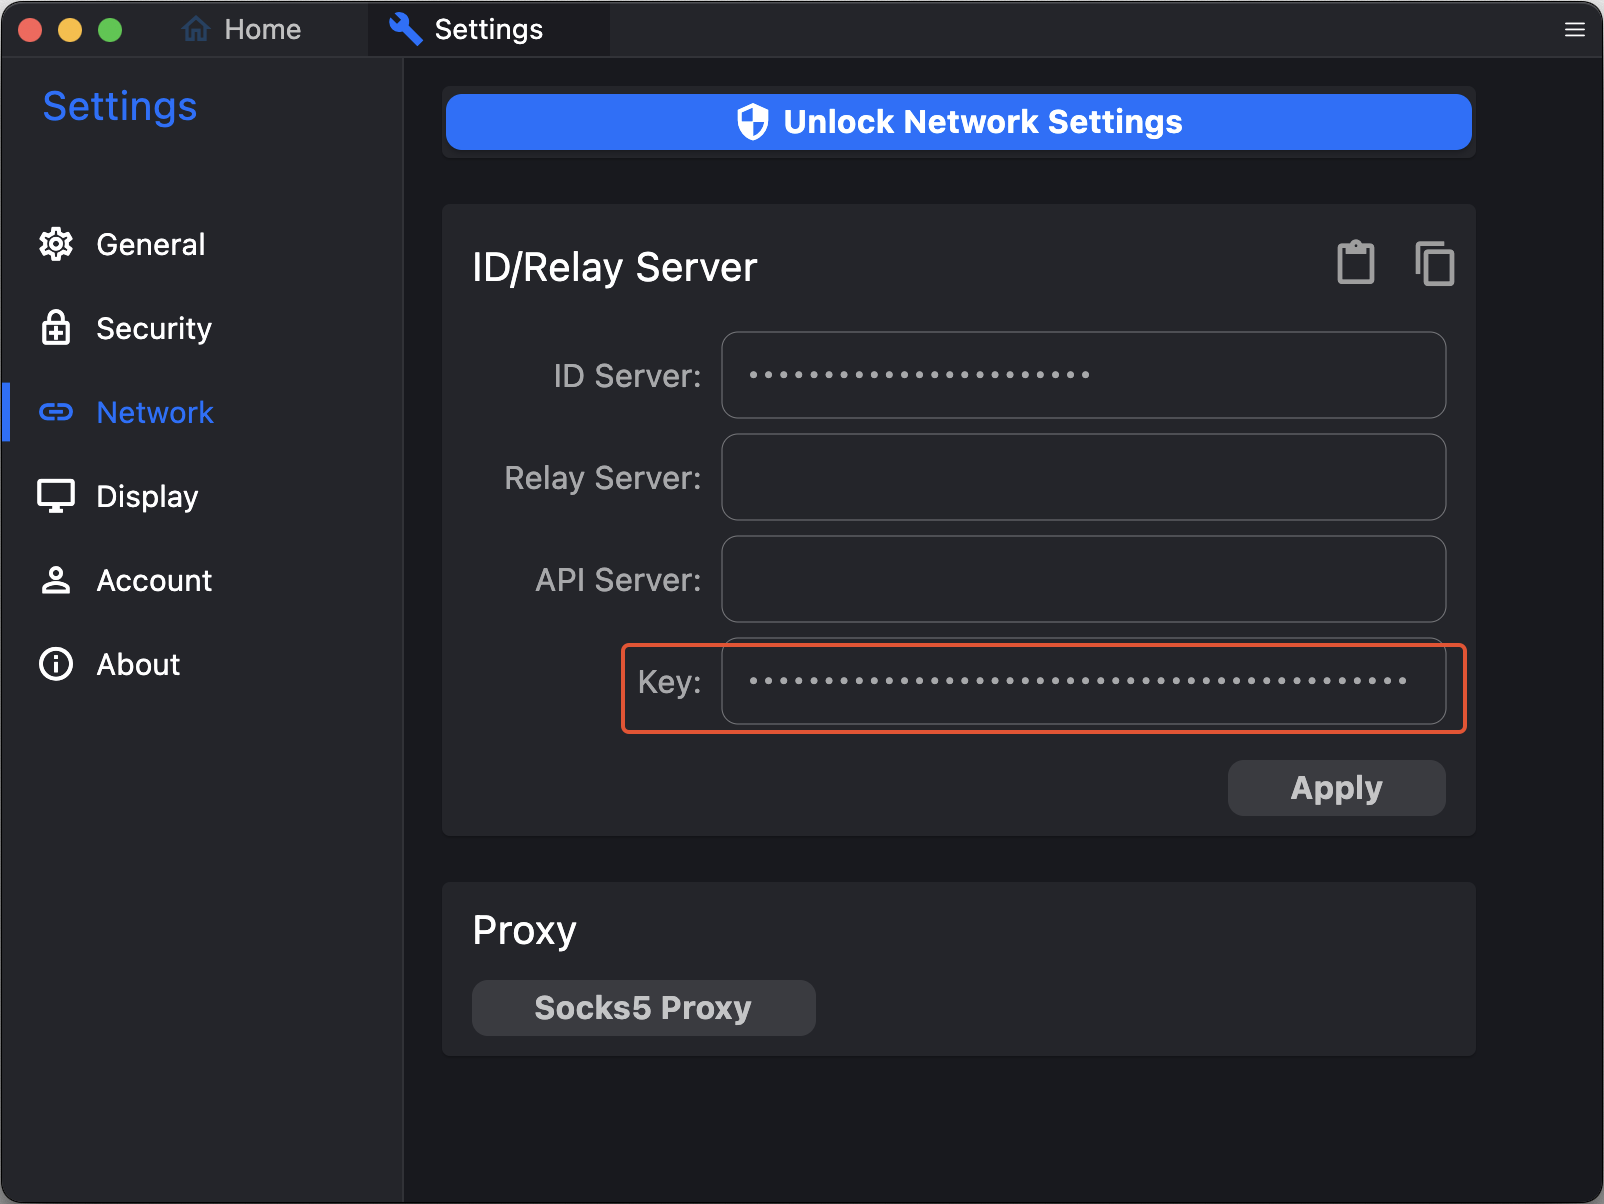 Home
Settings
Settings
General
Security
Network
Display
Account
About
Unlock Network Settings
ID/Relay Server
ID Server: •••••••••••••••••••••••
Relay Server:
API Server:
Key: ••••••••••••••••••••••••••••••••••••••••••••
Apply
Proxy
Socks5 Proxy